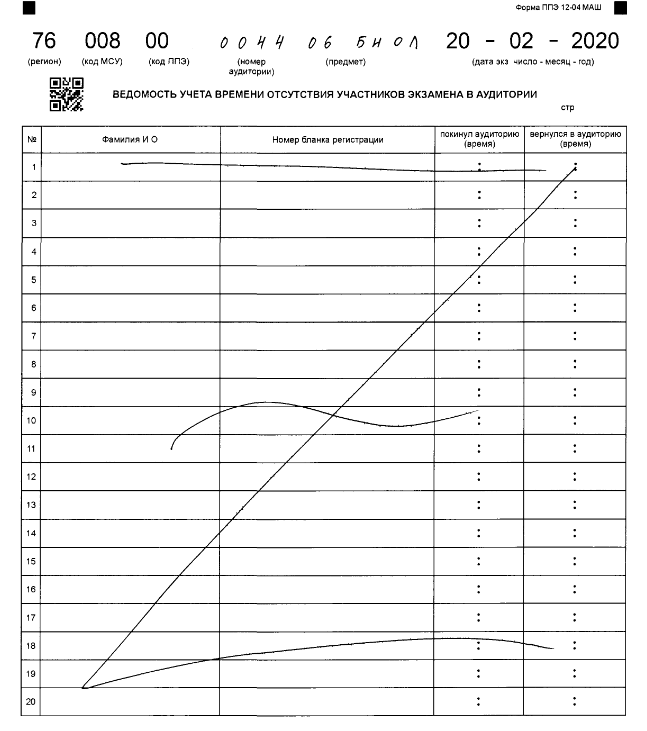 Форма ППЭ 12-04 МАШ
76 008 00 0044 06 БИОЛ 20 - 02 - 2020
(регион) (код МСУ) (код ППЭ) (номер аудитории) (предмет) (дата экз число - месяц - год)
ВЕДОМОСТЬ УЧЕТА ВРЕМЕНИ ОТСУТСТВИЯ УЧАСТНИКОВ ЭКЗАМЕНА В АУДИТОРИИ
стр
№ Фамилия И О Номер бланка регистрации покинул аудиторию (время) вернулся в аудиторию (время)
1 : :
2 : :
3 : :
4 : :
5 : :
6 : :
7 : :
8 : :
9 : :
10 : :
11 : :
12 : :
13 : :
14 : :
15 : :
16 : :
17 : :
18 : :
19 : :
20 : :